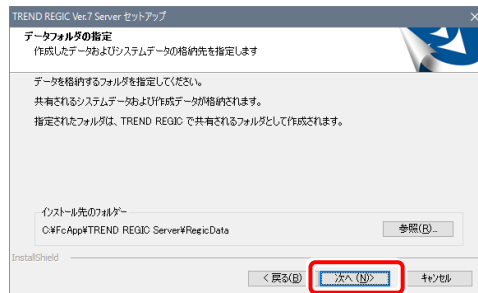 TREND REGIC Ver.7 Server セットアップ
データフォルダの指定
作成したデータおよびシステムデータの格納先を指定します
データを格納するフォルダを指定してください。
共有されるシステムデータおよび作成データが格納されます。
指定されたフォルダは、TREND REGIC で共有されるフォルダとして作成されます。
インストール先のフォルダー
C:¥FcApp¥TREND REGIC Server¥RegicData
参照(R)...
InstallShield
< 戻る(B)
次へ (N)>
キャンセル